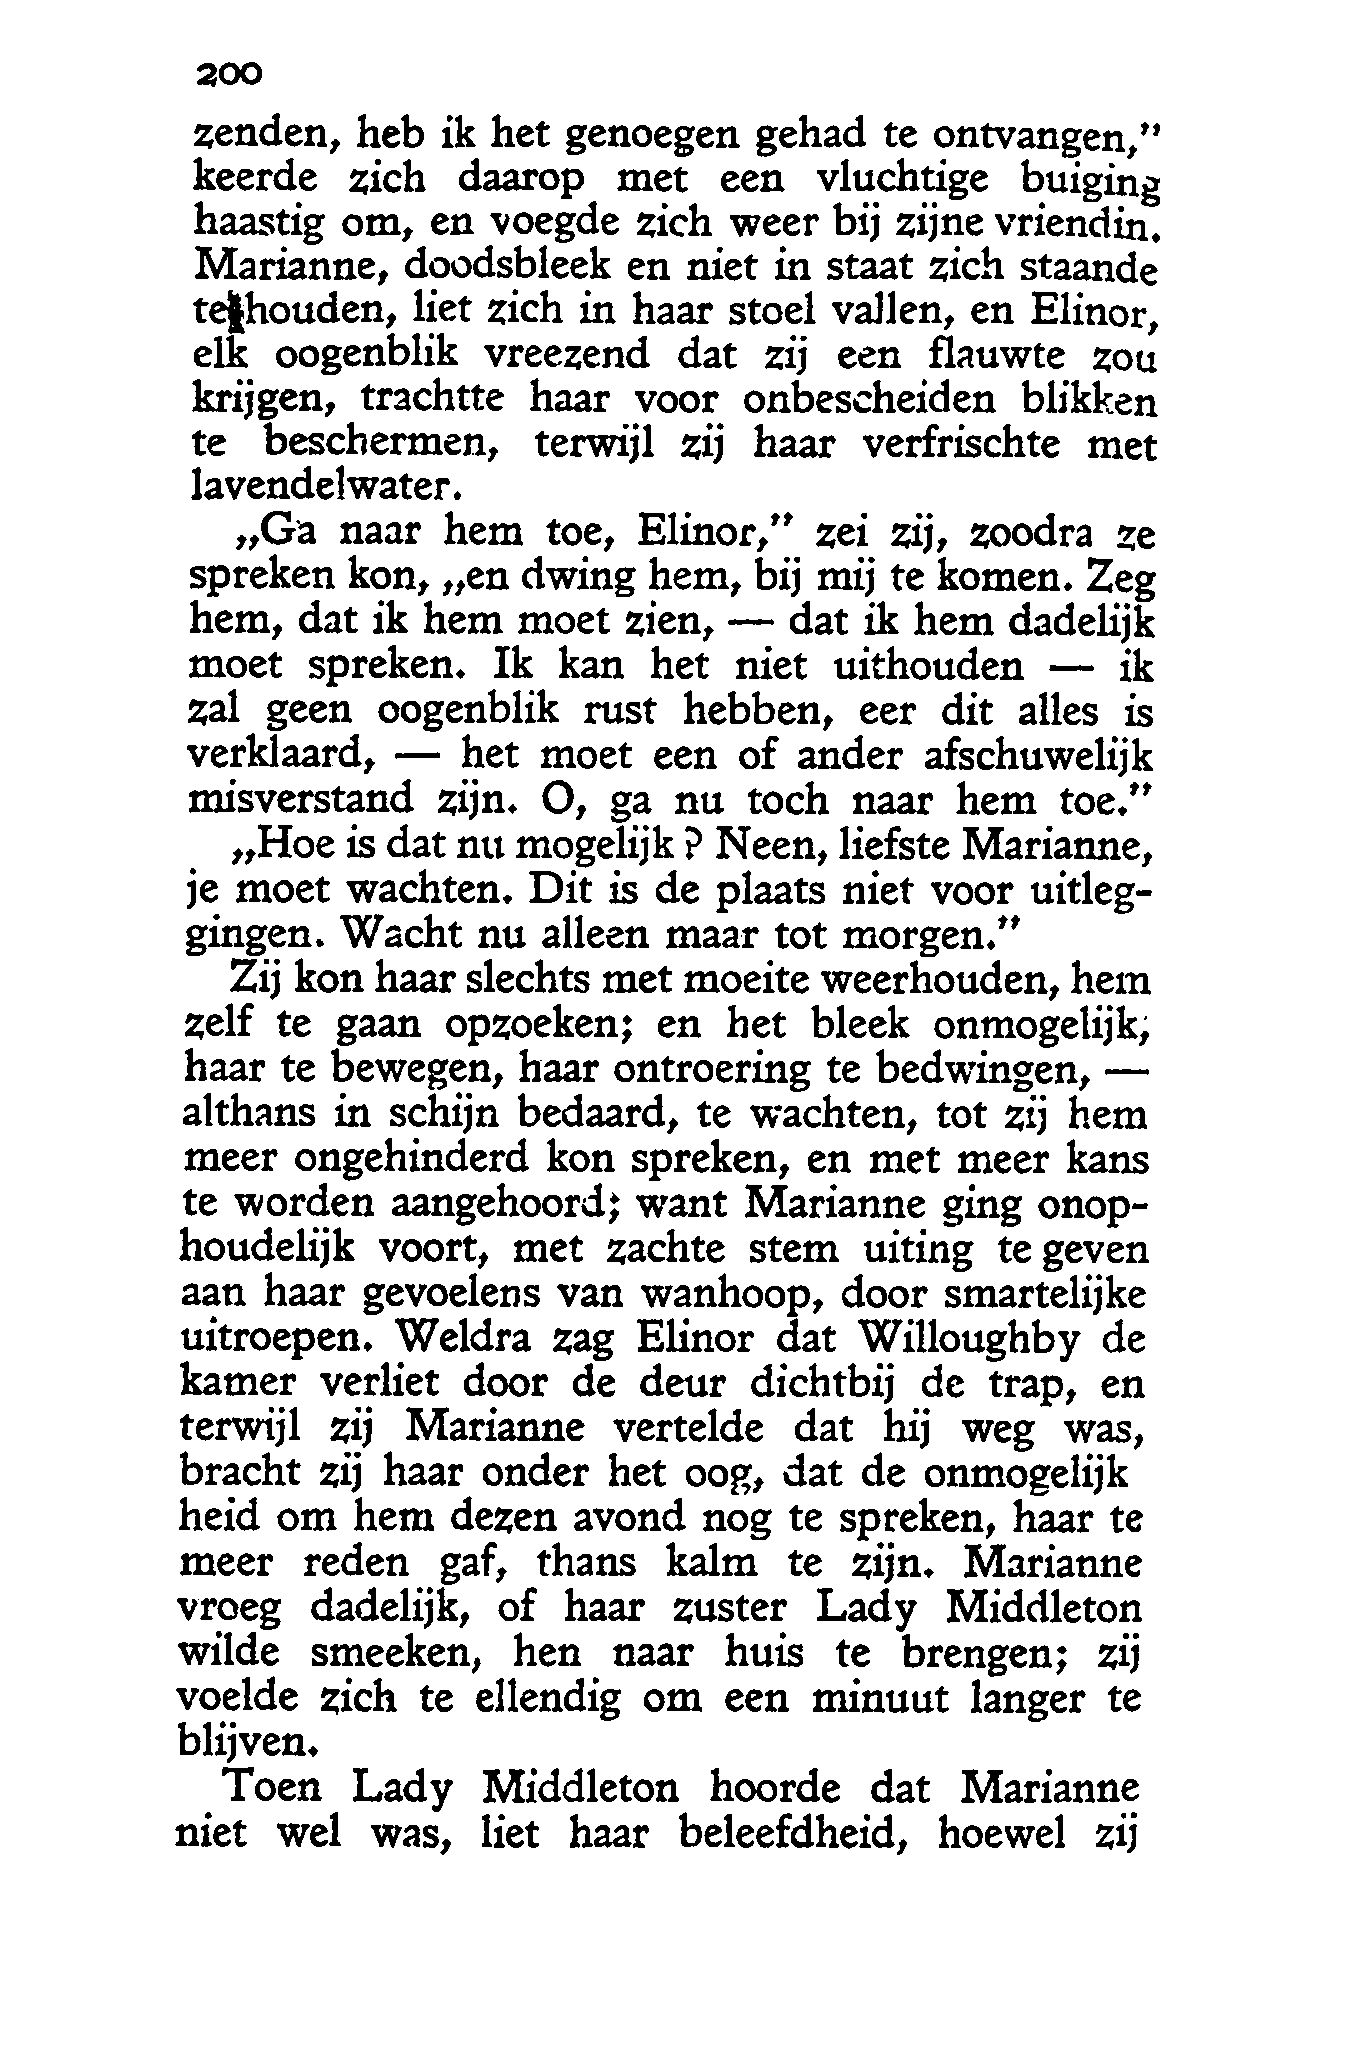 200
zenden, heb ik het genoegen gehad te ontvangen,”
keerde zich daarop met een vluchtige buiging
haastig om, en voegde zich weer bij zijne vriendin.
Marianne, doodsbleek en niet in staat zich staande
te houden, liet zich in haar stoel vallen, en Elinor,
elk oogenblik vreezend dat zij een flauwte zou
krijgen, trachtte haar voor onbescheiden blikken
te beschermen, terwijl zij haar verfrischte met
lavendelwater.
„Ga naar hem toe, Elinor,” zei zij, zoodra ze
spreken kon, „en dwing hem, bij mij te komen. Zeg
hem, dat ik hem moet zien, — dat ik hem dadelijk
moet spreken. Ik kan het niet uithouden — ik
zal geen oogenblik rust hebben, eer dit alles is
verklaard, — het moet een of ander afschuwelijk
misverstand zijn. O, ga nu toch naar hem toe.”
„Hoe is dat nu mogelijk? Neen, liefste Marianne,
je moet wachten. Dit is de plaats niet voor uitleg-
gingen. Wacht nu alleen maar tot morgen.”
Zij kon haar slechts met moeite weerhouden, hem
zelf te gaan opzoeken; en het bleek onmogelijk,
haar te bewegen, haar ontroering te bedwingen, —
althans in schijn bedaard, te wachten, tot zij hem
meer ongehinderd kon spreken, en met meer kans
te worden aangehoord; want Marianne ging onop-
houdelijk voort, met zachte stem uiting te geven
aan haar gevoelens van wanhoop, door smartelijke
uitroepen. Weldra zag Elinor dat Willoughby de
kamer verliet door de deur dichtbij de trap, en
terwijl zij Marianne vertelde dat hij weg was,
bracht zij haar onder het oog, dat de onmogelijk
heid om hem dezen avond nog te spreken, haar te
meer reden gaf, thans kalm te zijn. Marianne
vroeg dadelijk, of haar zuster Lady Middleton
wilde smeeken, hen naar huis te brengen; zij
voelde zich te ellendig om een minuut langer te
blijven.
Toen Lady Middleton hoorde dat Marianne
niet wel was, liet haar beleefdheid, hoewel zij